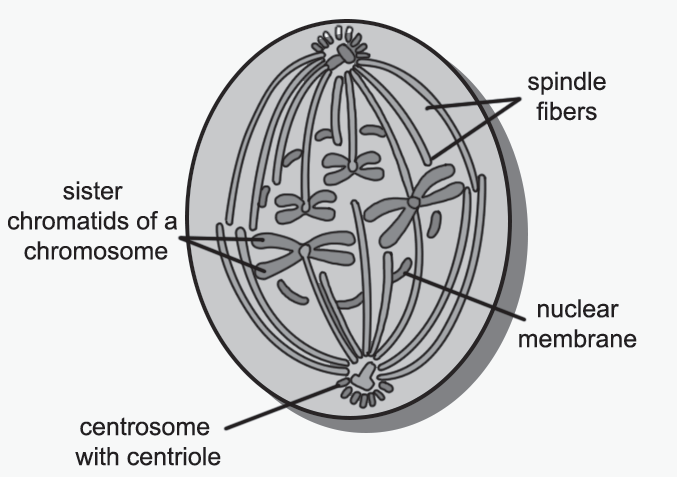 spindle
fibers
sister
chromatids of a
chromosome
nuclear
membrane
centrosome
with centriole